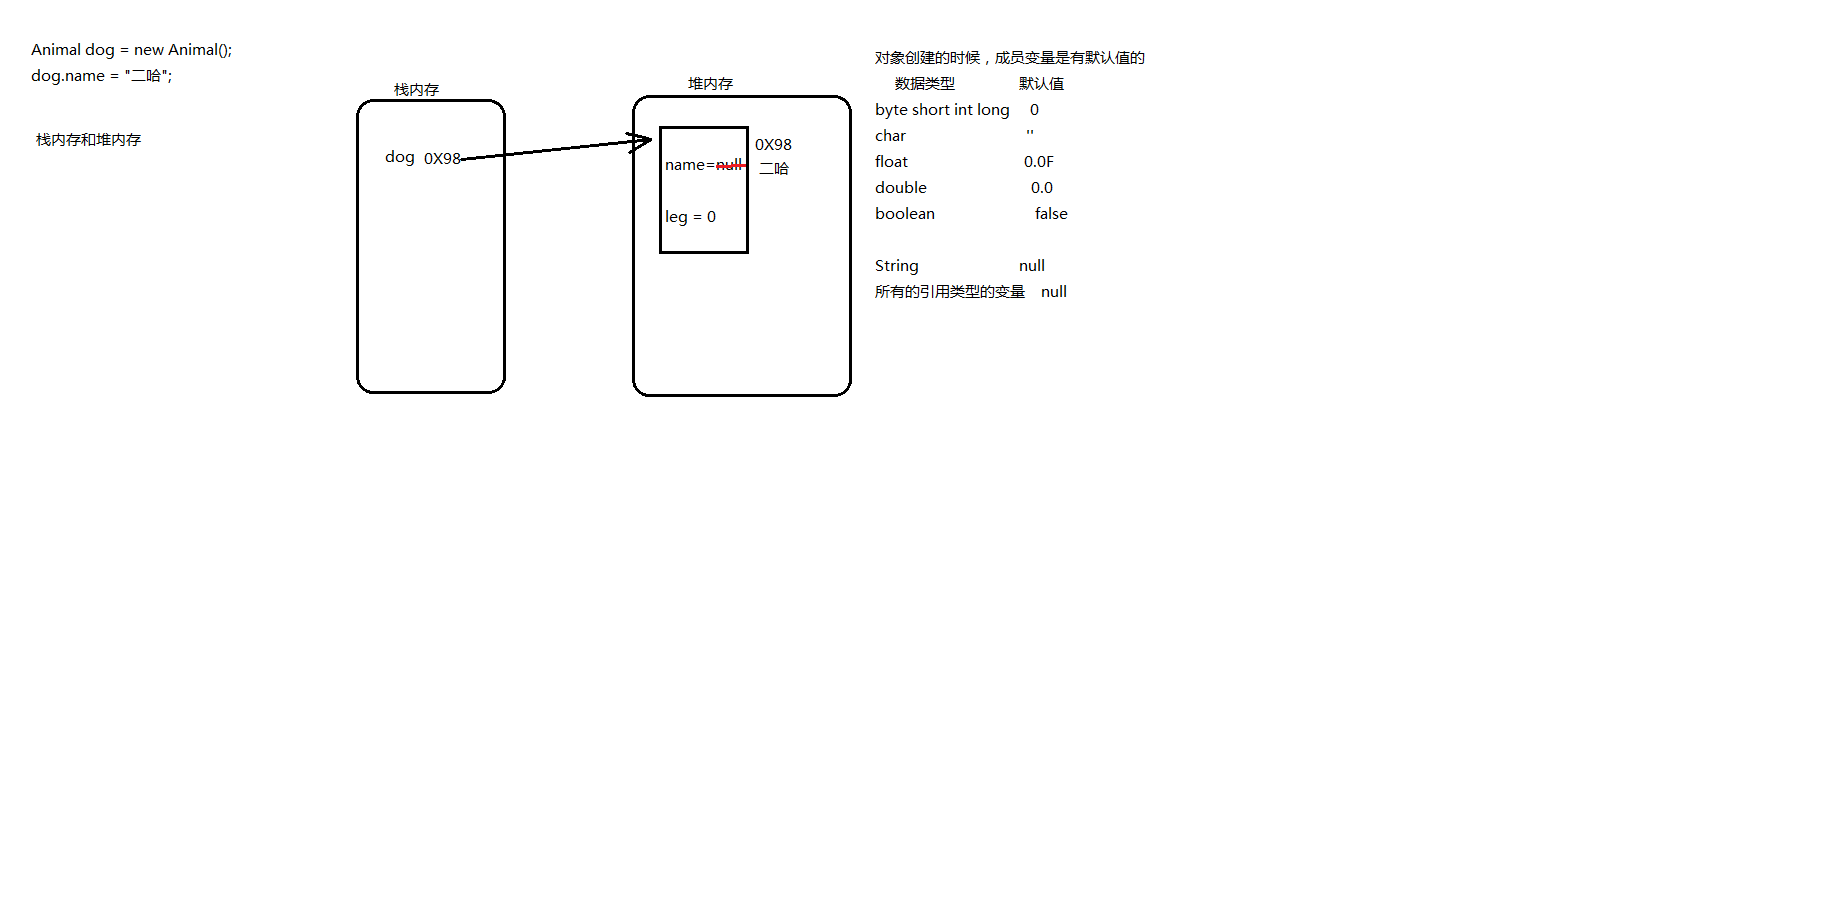 Animal dog = new Animal();
dog.name = "二哈";
栈内存和堆内存
栈内存
dog 0X98
堆内存
name=null
leg = 0
0X98
二哈
对象创建的时候，成员变量是有默认值的
数据类型 默认值
byte short int long 0
char ''
float 0.0F
double 0.0
boolean false
String null
所有的引用类型的变量 null